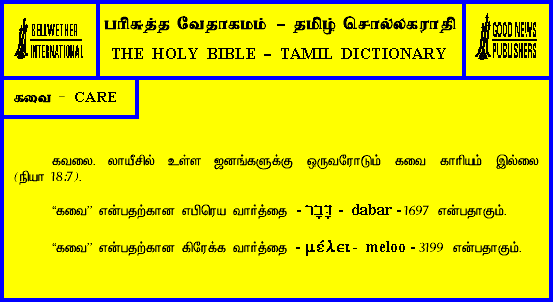 BELLWETHER
INTERNATIONAL
பரிசுத்த வேதாகமம் – தமிழ் சொல்லகராதி
THE HOLY BIBLE – TAMIL DICTIONARY
GOOD NEWS
PUBLISHERS
கவை – CARE
கவலை. லாயீசில் உள்ள ஜனங்களுக்கு ஒருவரோடும் கவை காரியம் இல்லை
(நியா 18:7).
“கவை” என்பதற்கான எபிரெய வார்த்தை - דָּבָר - dabar - 1697 என்பதாகும்.
“கவை” என்பதற்கான கிரேக்க வார்த்தை - μέλει - meloo - 3199 என்பதாகும்.